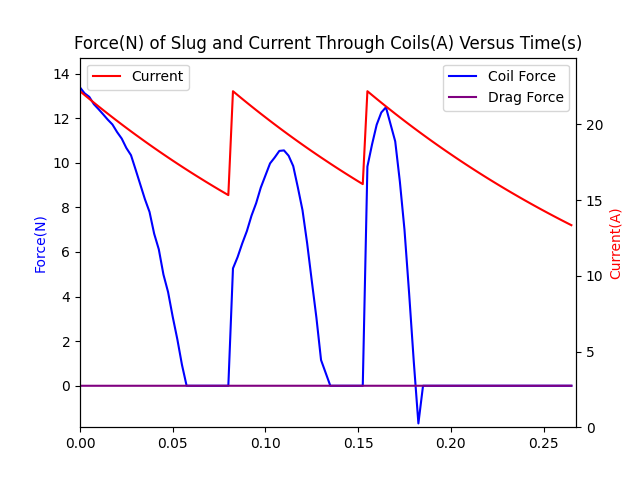 Force(N) of Slug and Current Through Coils(A) Versus Time(s)
Current
Coil Force
Drag Force
Force(N)
14
12
10
8
6
4
2
0
20
15
10
5
0
Current(A)
0.00 0.05 0.10 0.15 0.20 0.25